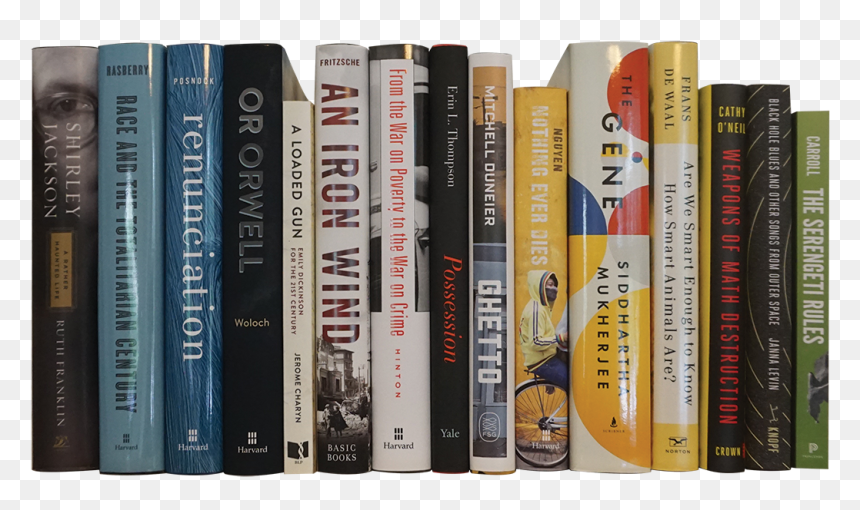 SHIRLEY
JACKSON
A RATHER
HAUNTED LIFE
RUTH FRANKLIN
RASBERRY
RACE AND THE TOTALITARIAN CENTURY
Harvard
POSNOCK
renunciation
Harvard
OR ORWELL
Woloch
Harvard
A LOADED GUN
EMILY DICKINSON
FOR THE 21ST CENTURY
JEROME CHARYN
BLP
FRITZSCHE
AN IRON WIND
BASIC
BOOKS
From the War on Poverty to the War on Crime
HINTON
Harvard
Erin L. Thompson
Possession
Yale
MITCHELL DUNEIER
GHETTO
FSG
NGUYEN
NOTHING EVER DIES
Harvard
THE
GENE
SIDDHARTHA
MUKHERJEE
SCRIBNER
FRANS
DE WAAL
Are We Smart Enough to Know
How Smart Animals Are?
NORTON
CATHY
O'NEIL
WEAPONS OF MATH DESTRUCTION
CROWN
BLACK HOLE BLUES AND OTHER SONGS FROM OUTER SPACE
JANNA LEVIN
KNOPF
CARROLL
THE SERENGETI RULES